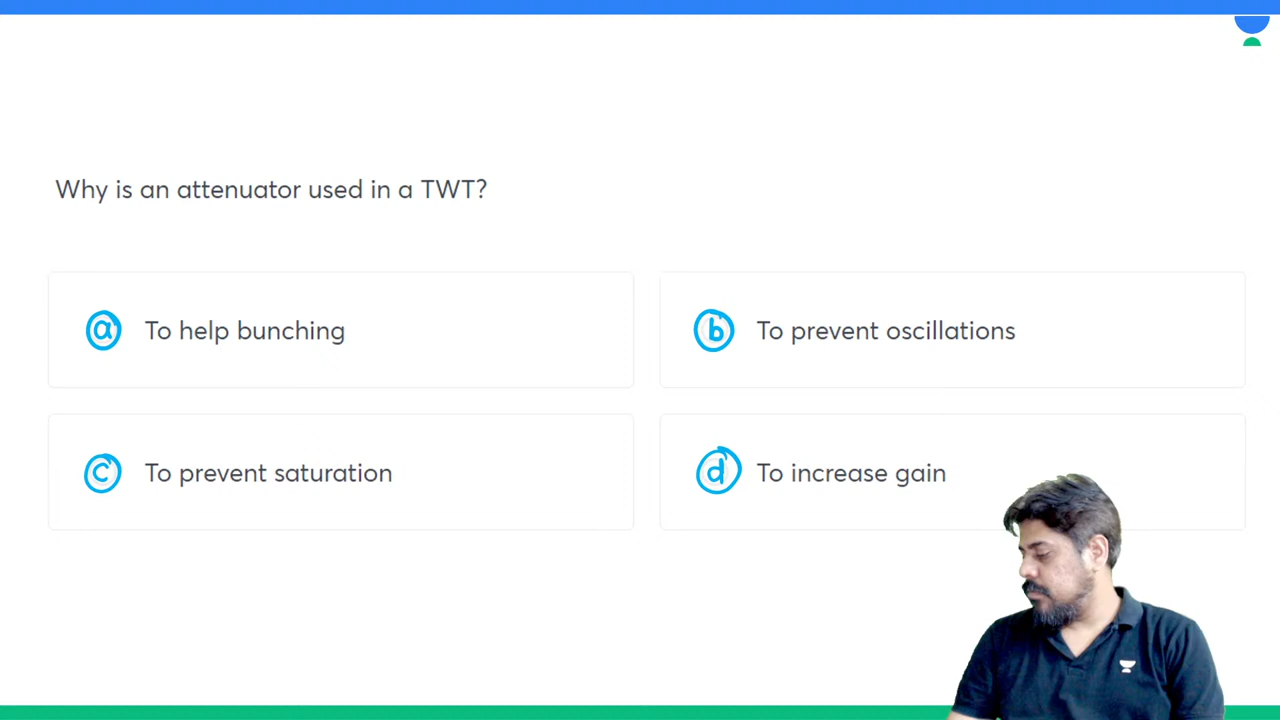 Why is an attenuator used in a TWT?
a To help bunching
b To prevent oscillations
c To prevent saturation
d To increase gain